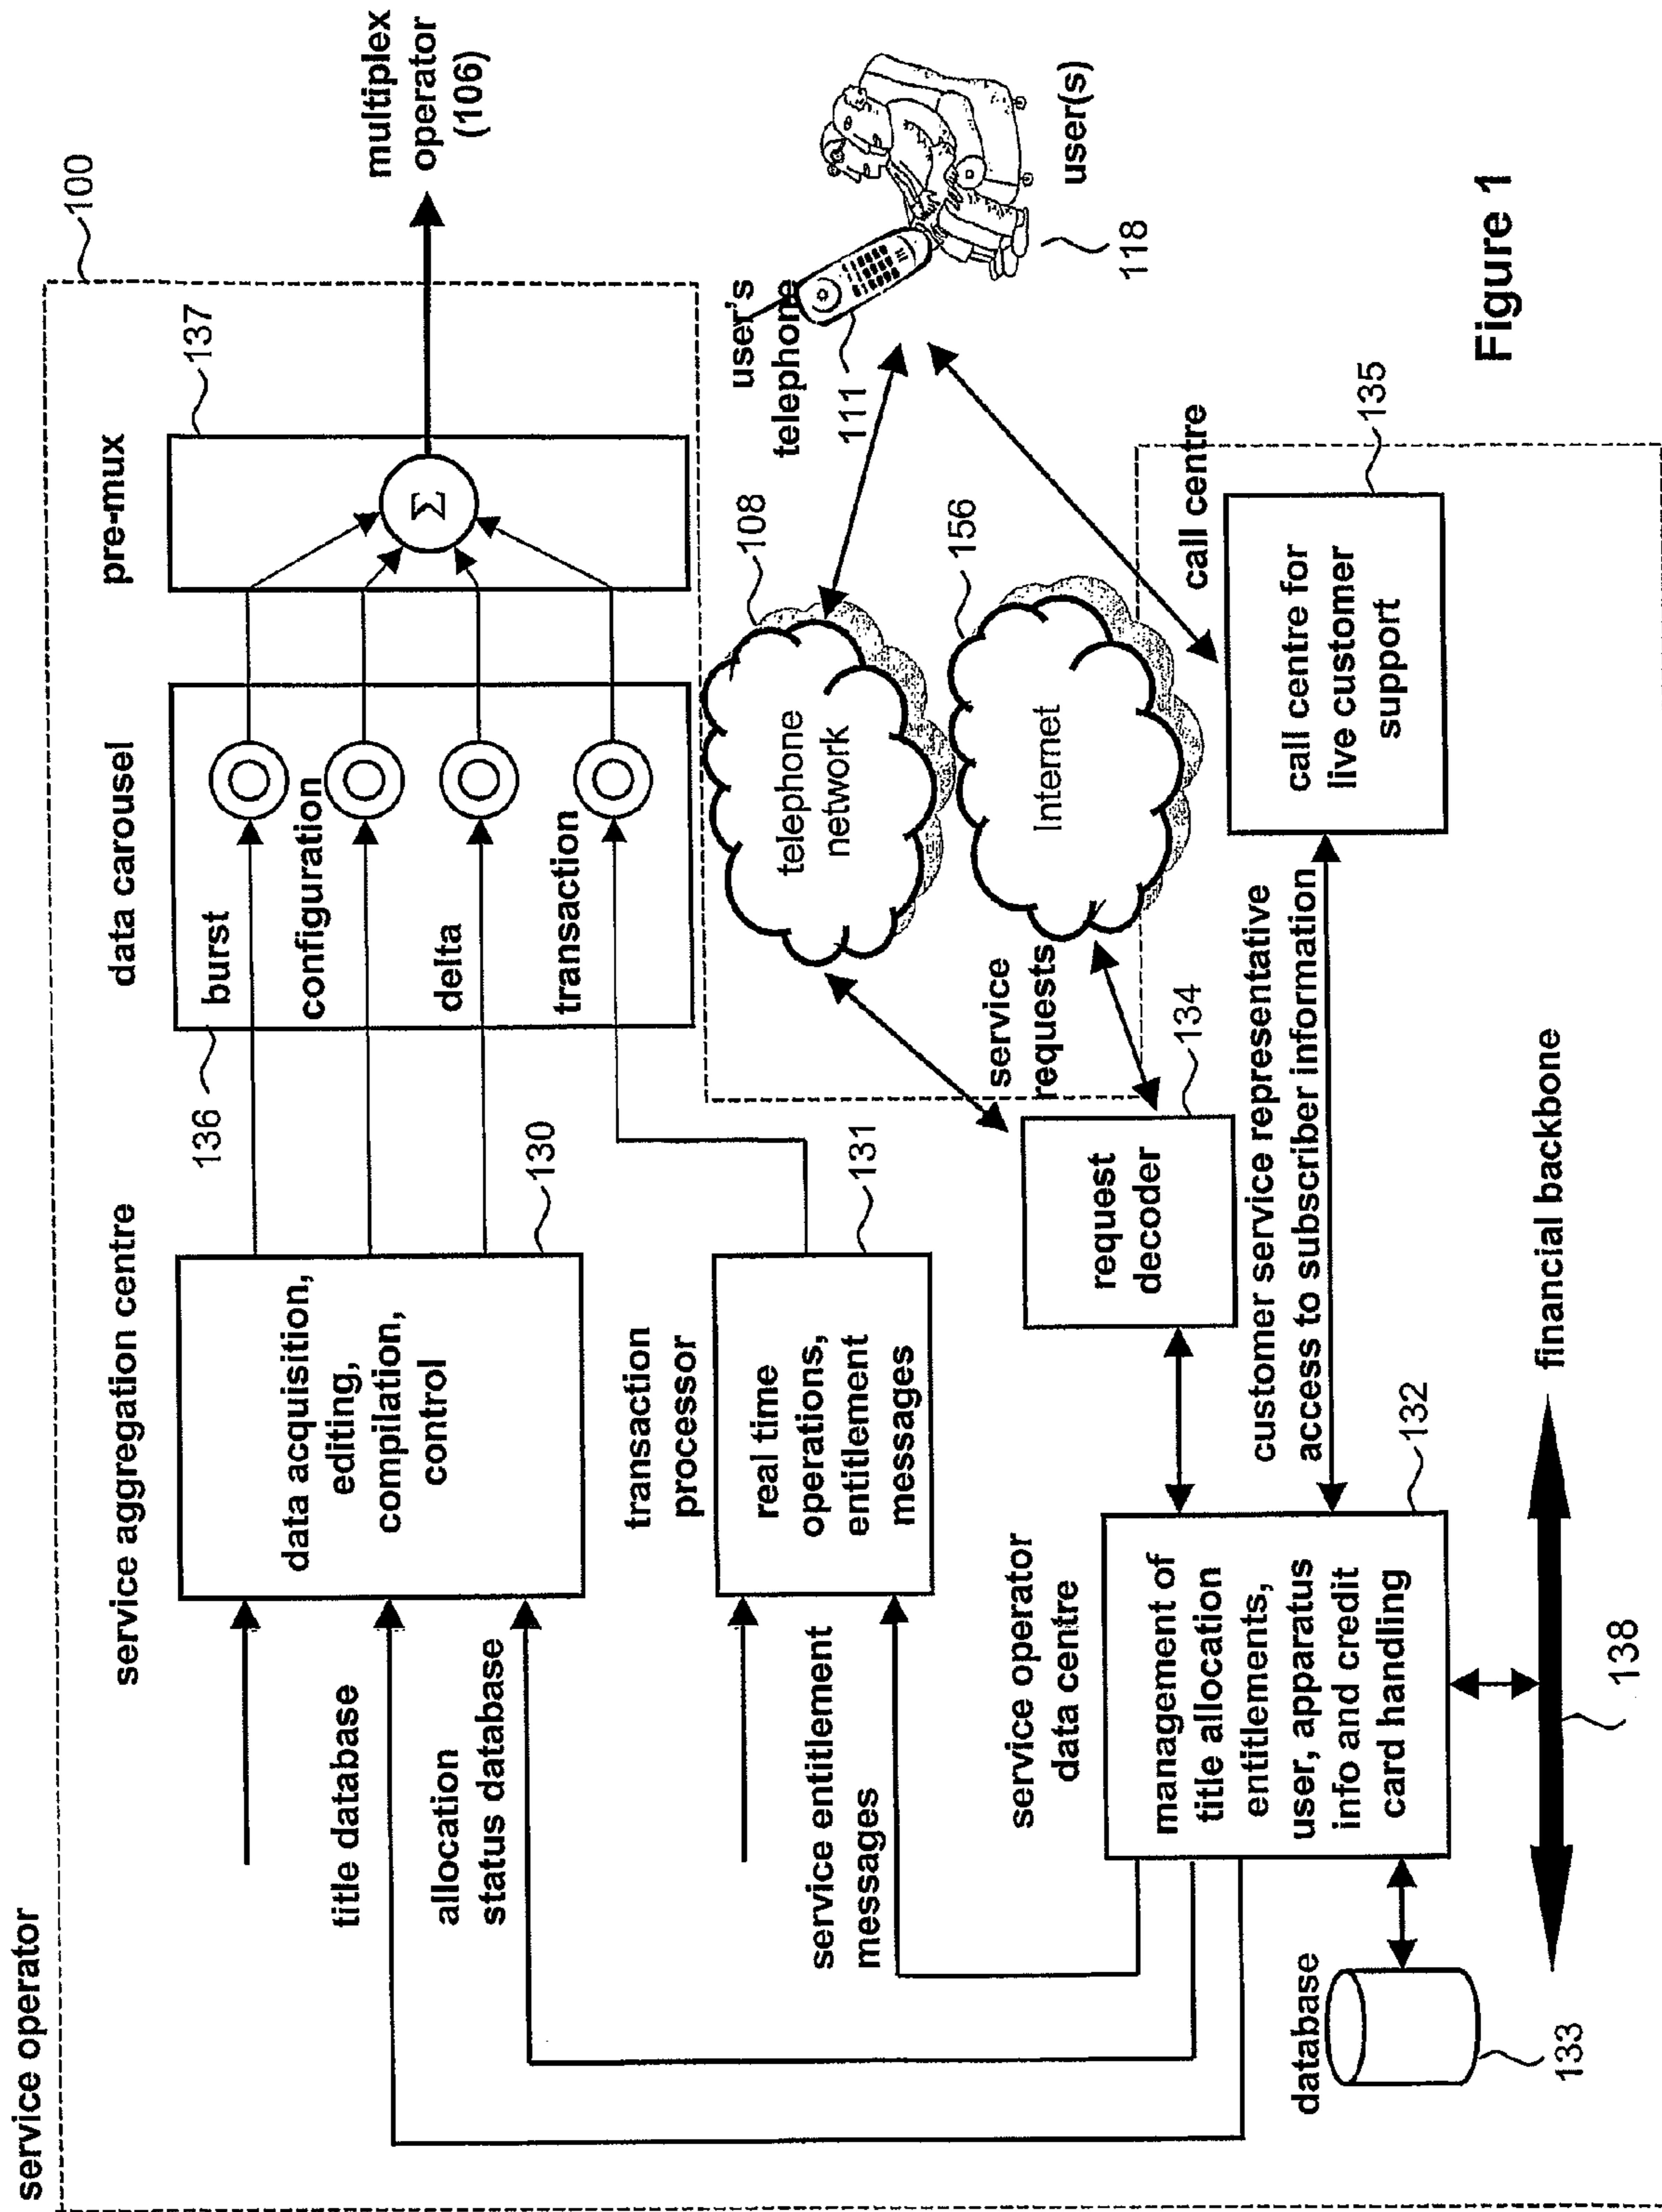 service operator
100
service aggregation centre
data carousel
pre-mux
137
136
multiplex
operator
(106)
data acquisition,
editing,
compilation,
control
130
burst
configuration
delta
transaction
Σ
title database
allocation
status database
transaction
processor
real time
operations,
entitlement
messages
131
service entitlement
messages
telephone
network
108
user's
telephone
111
118
user(s)
Internet
156
service
requests
request
decoder
134
service operator
data centre
management of
title allocation
entitlements,
user, apparatus
info and credit
card handling
132
customer service representative
access to subscriber information
call centre
call centre for
live customer
support
135
database
133
138
financial backbone
Figure 1